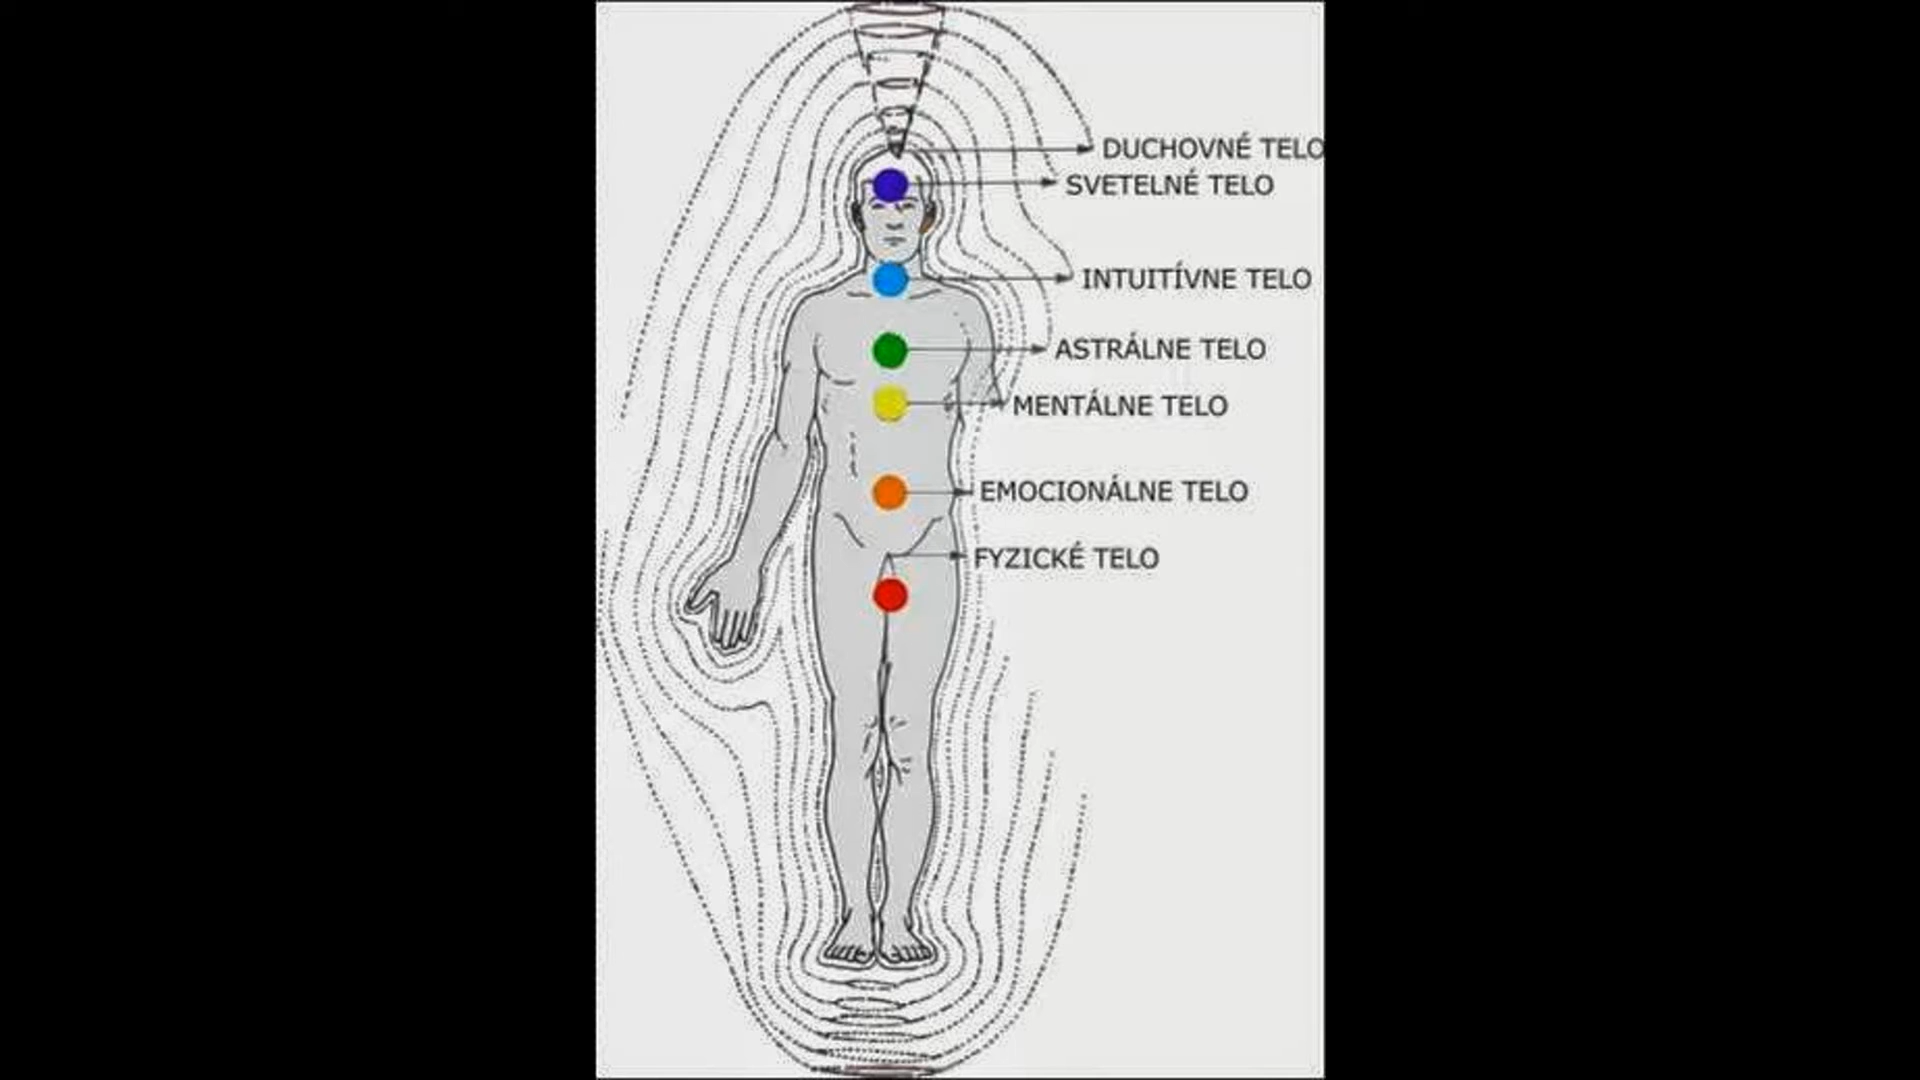 DUCHOVNÉ TELO
SVETELNÉ TELO
INTUITÍVNE TELO
ASTRÁLNE TELO
MENTÁLNE TELO
EMOCIONÁLNE TELO
FYZICKÉ TELO